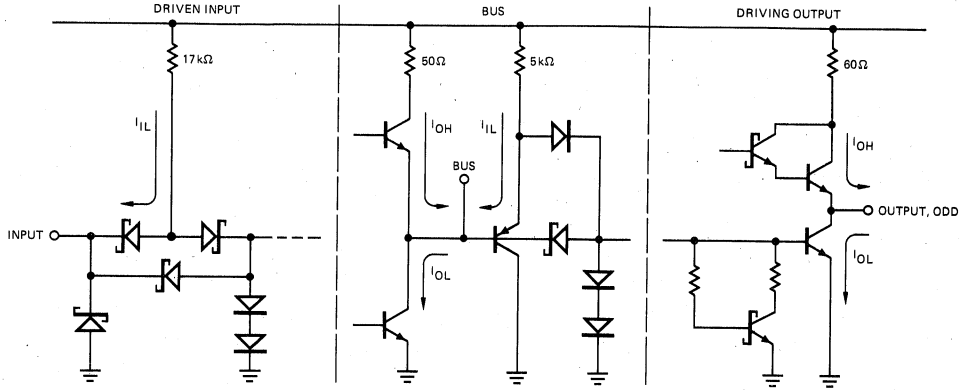 DRIVEN INPUT
BUS
DRIVING OUTPUT
17kΩ
50Ω
5kΩ
60Ω
IIL
IOH
IIL
IOH
BUS
INPUT
OUTPUT, ODD
IOL
IOL